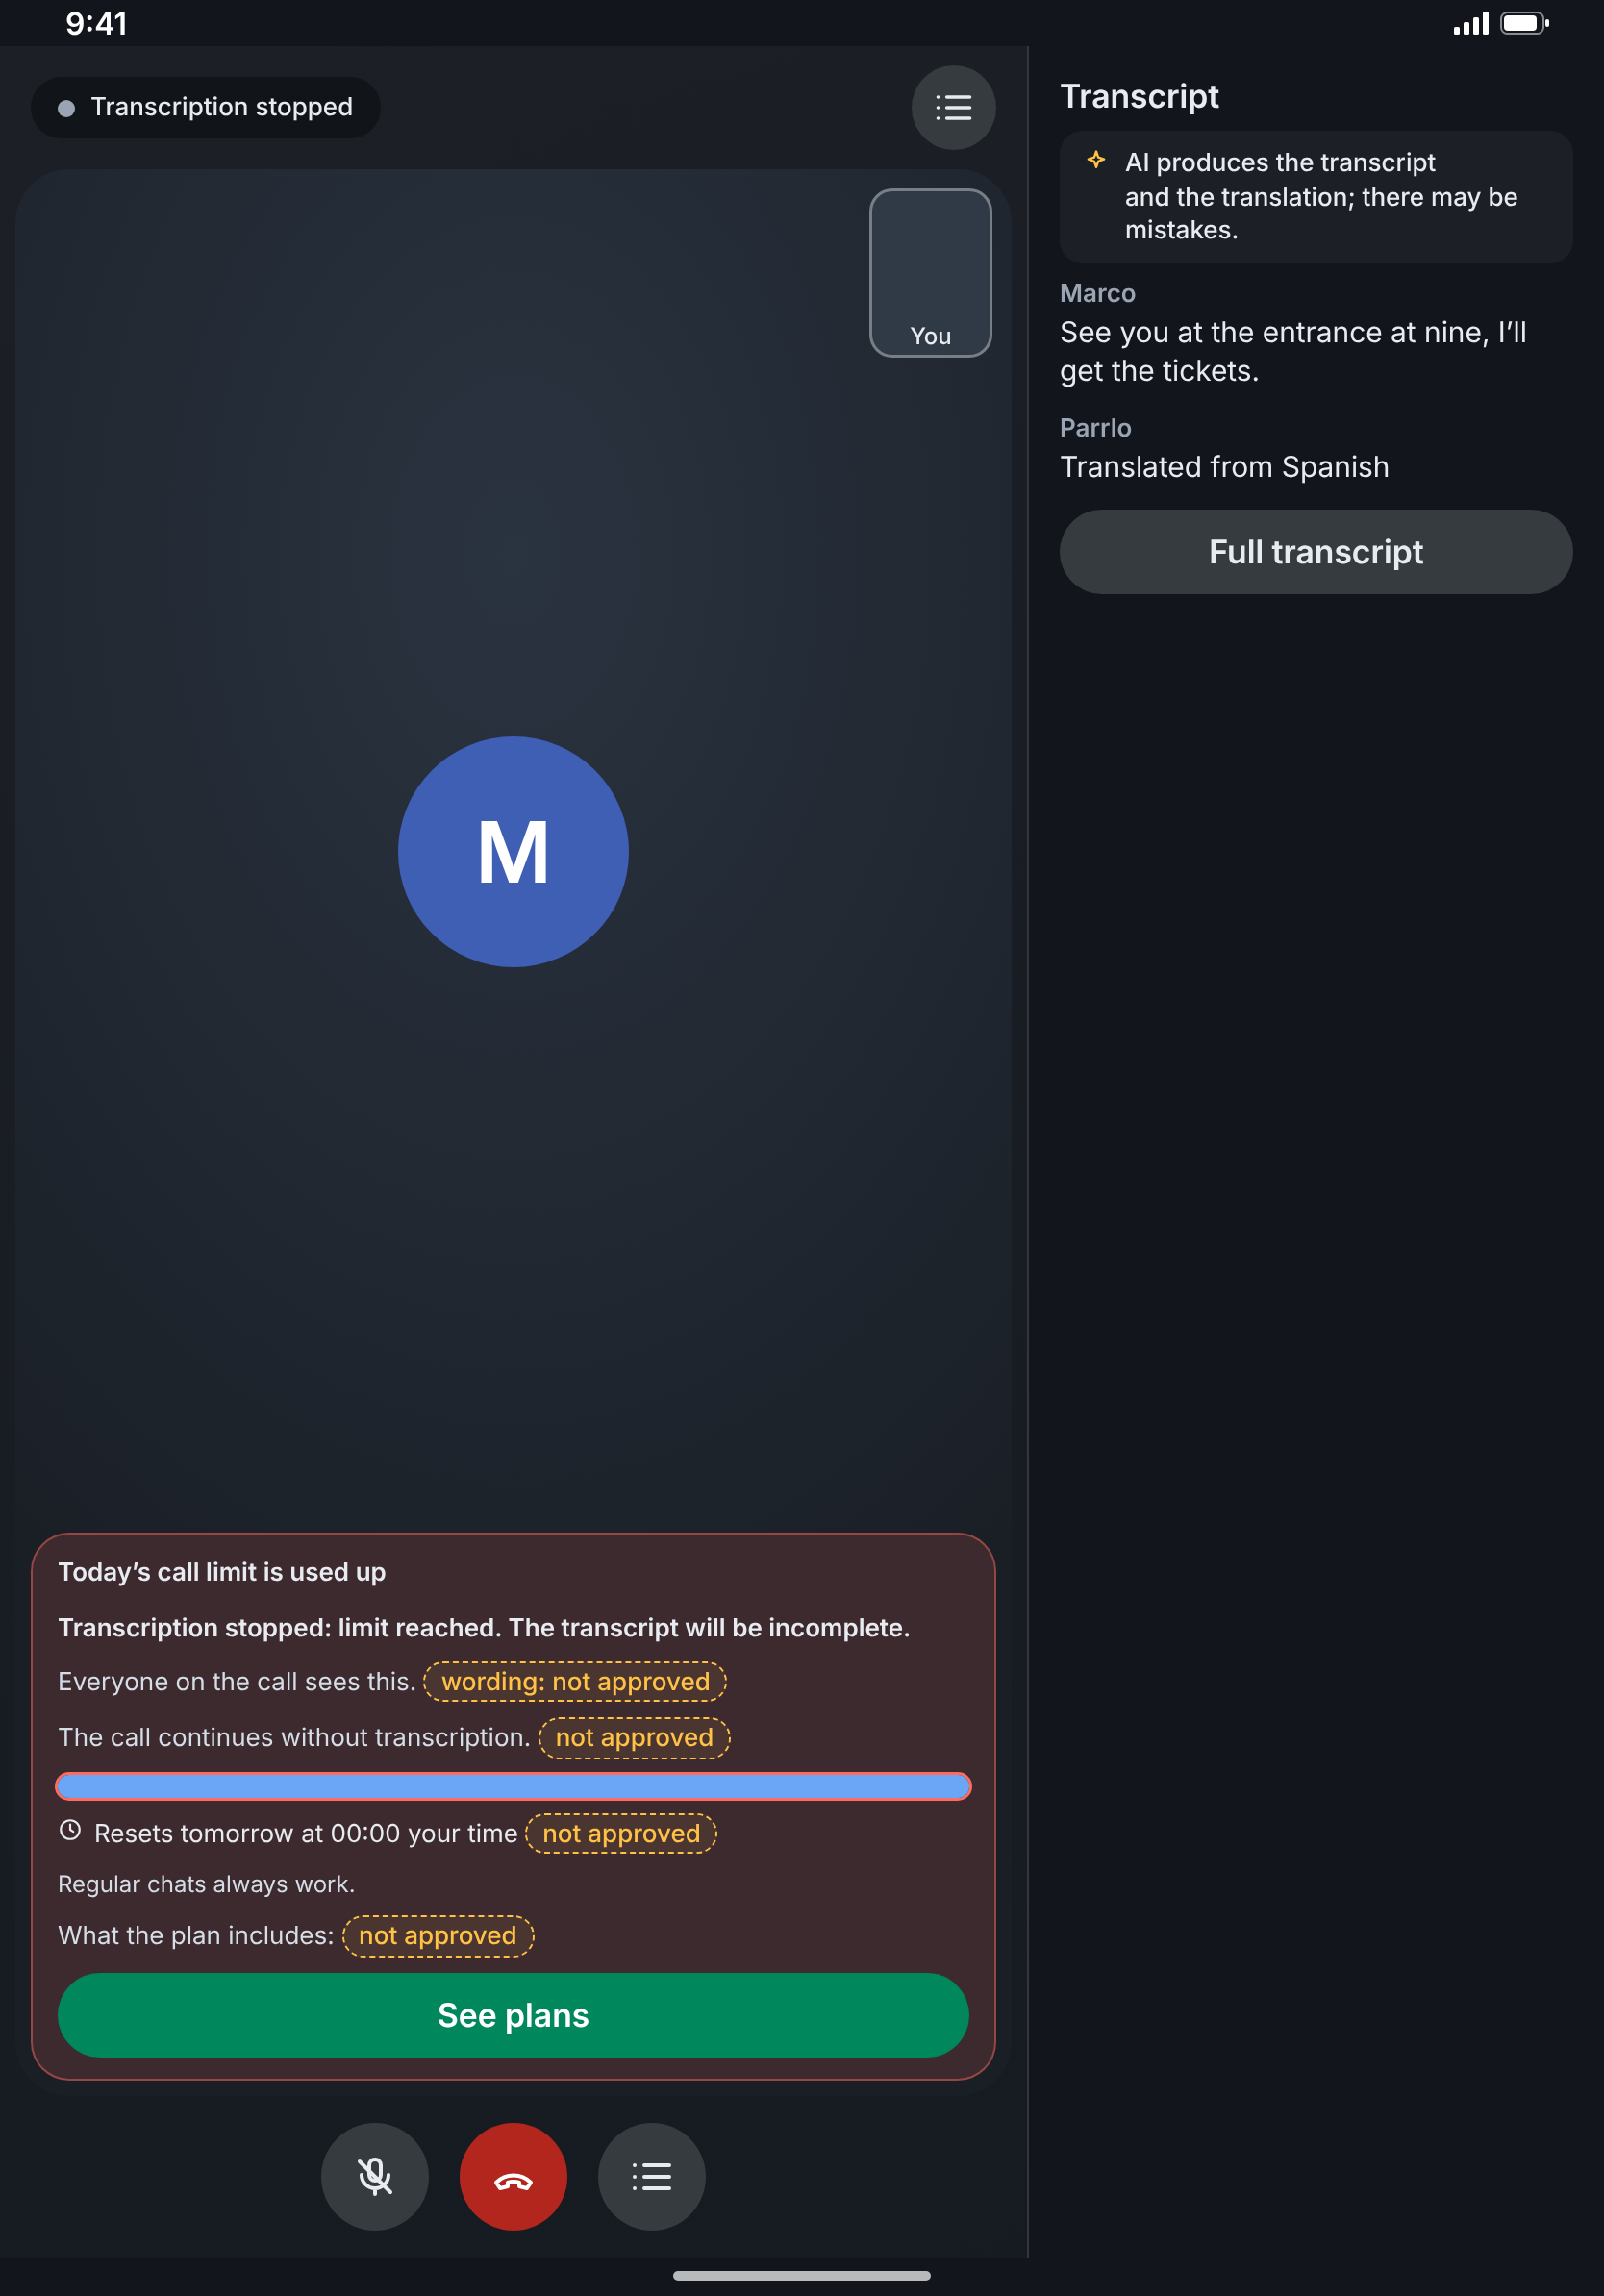 9:41
Transcription stopped
You
M
Today’s call limit is used up
Transcription stopped: limit reached. The transcript will be incomplete.
Everyone on the call sees this. wording: not approved
The call continues without transcription. not approved
Resets tomorrow at 00:00 your time not approved
Regular chats always work.
What the plan includes: not approved
See plans
Transcript
AI produces the transcript
and the translation; there may be
mistakes.
Marco
See you at the entrance at nine, I’ll
get the tickets.
Parrlo
Translated from Spanish
Full transcript